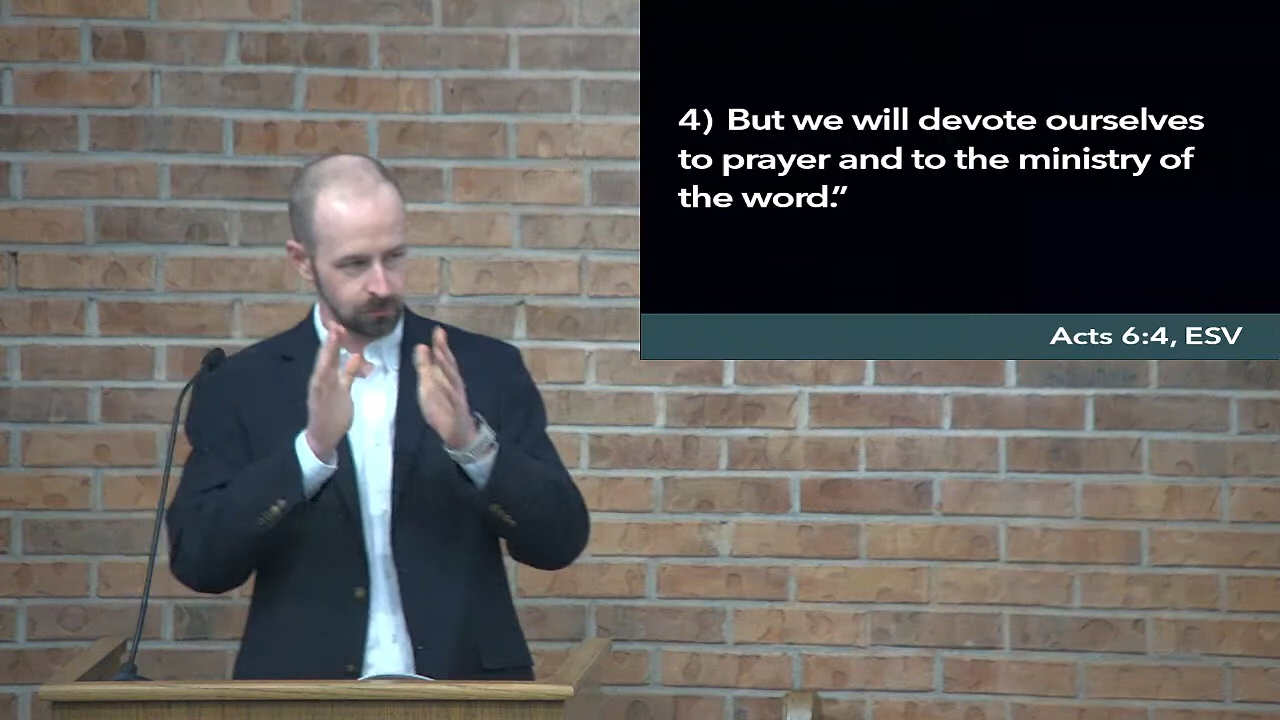 4) But we will devote ourselves
to prayer and to the ministry of
the word.”
Acts 6:4, ESV